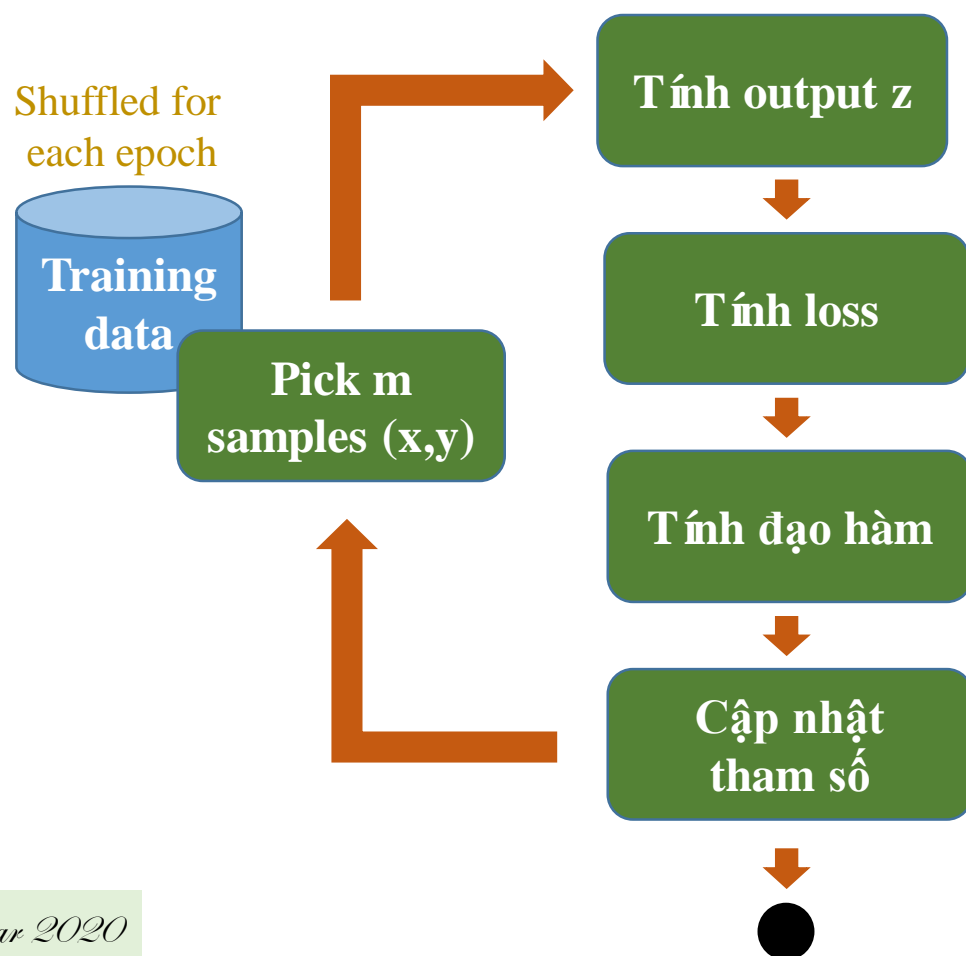 Shuffled for
each epoch
Training
data
Pick m
samples (x,y)
Tính output z
Tính loss
Tính đạo hàm
Cập nhật
tham số
2020